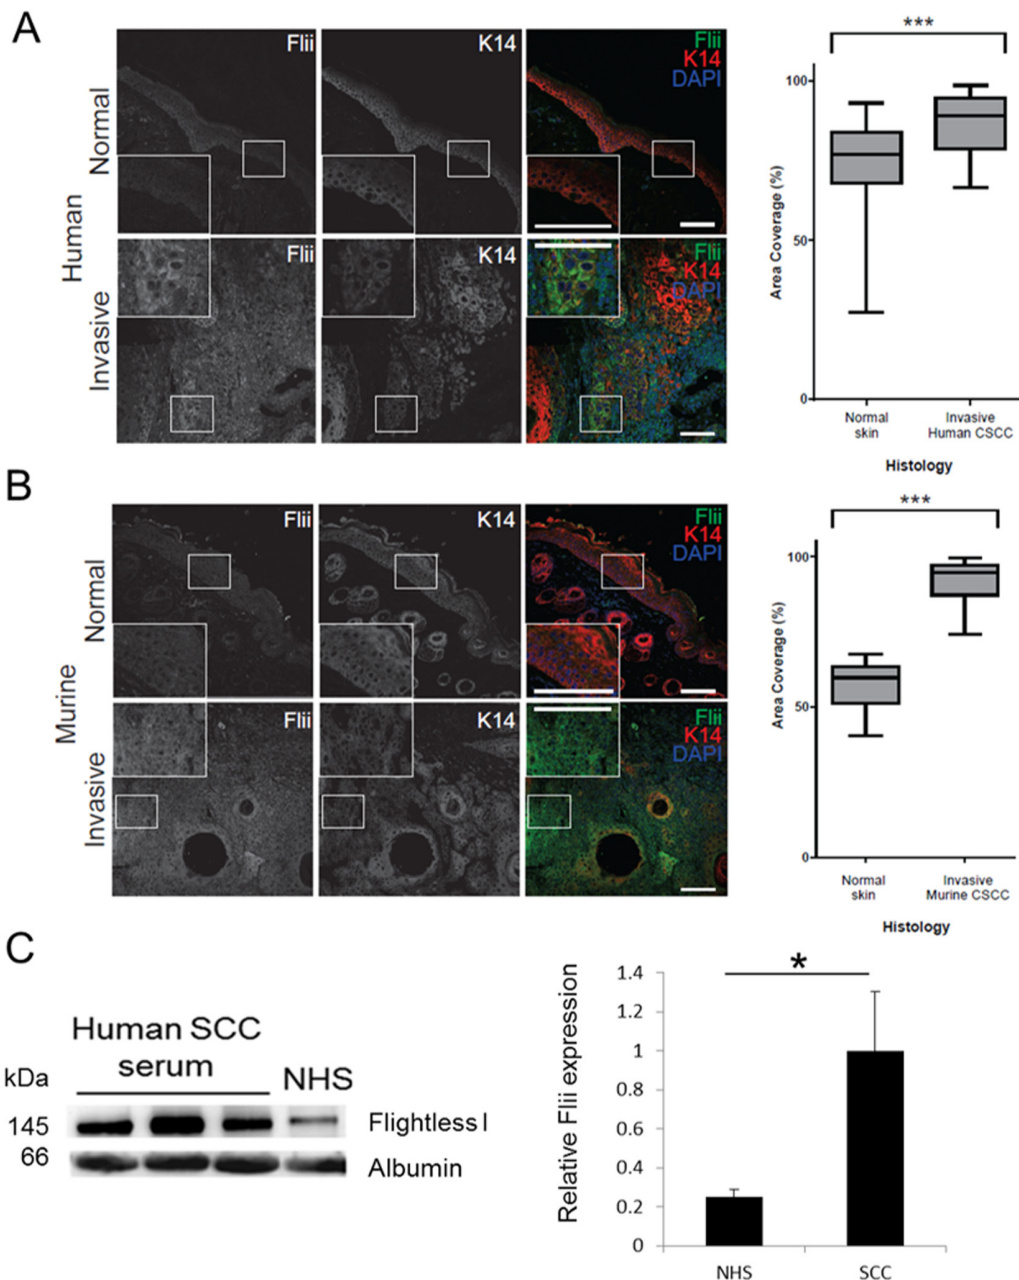 A
Human
Normal
Flii
K14
Flii
K14
DAPI
Invasive
Flii
K14
Flii
K14
DAPI
***
Area Coverage (%)
100
50
0
Normal
skin
Invasive
Human CSCC
Histology
B
Murine
Normal
Flii
K14
Flii
K14
DAPI
Invasive
Flii
K14
Flii
K14
DAPI
***
Area Coverage (%)
100
50
0
Normal
skin
Invasive
Murine CSCC
Histology
C
Human SCC
serum
NHS
kDa
145
66
Flightless I
Albumin
*
Relative Flii expression
1.4
1.2
1
0.8
0.6
0.4
0.2
0
NHS
SCC